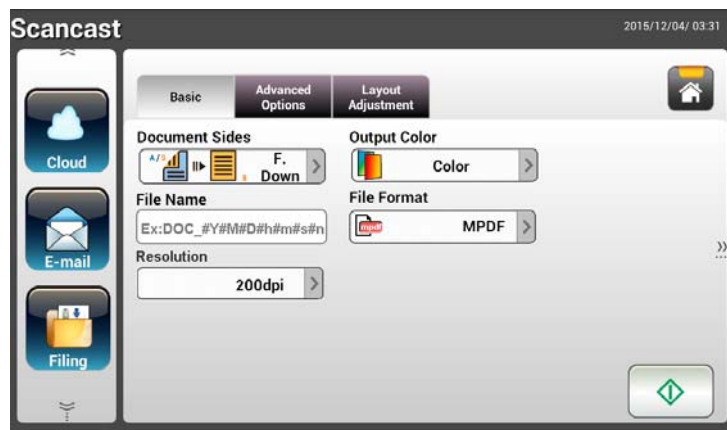 Scancast
2015/12/04/ 03:31
Basic
Advanced
Options
Layout
Adjustment
Cloud
E-mail
Filing
Document Sides
F.
Down
Output Color
Color
File Name
Ex:DOC_#Y#M#D#h#m#s#n
File Format
mpdf
MPDF
Resolution
200dpi